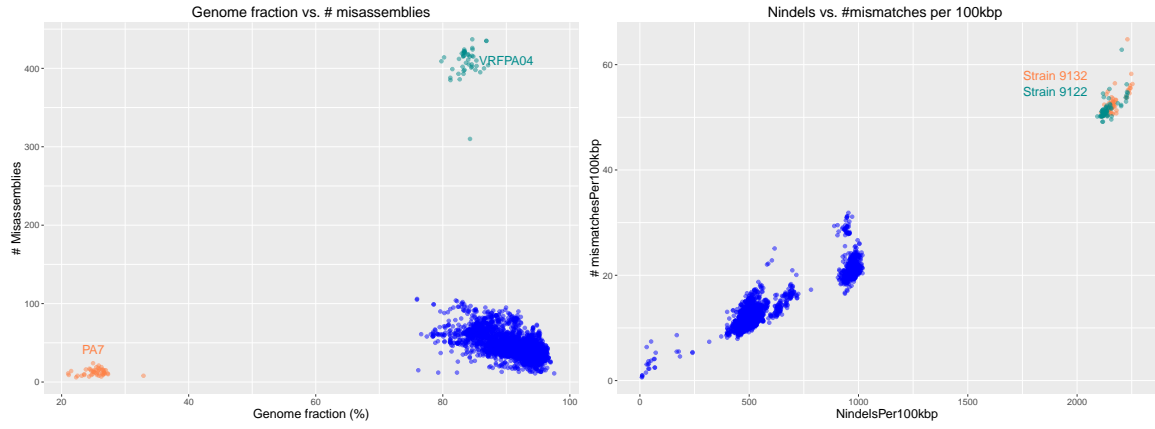 Genome fraction vs. # misassemblies
# Misassemblies
400
300
200
100
0
VRFPA04
PA7
20
40
60
80
100
Genome fraction (%)
Nindels vs. #mismatches per 100kbp
# mismatchesPer100kbp
60
40
20
0
Strain 9132
Strain 9122
0
500
1000
1500
2000
NindelsPer100kbp